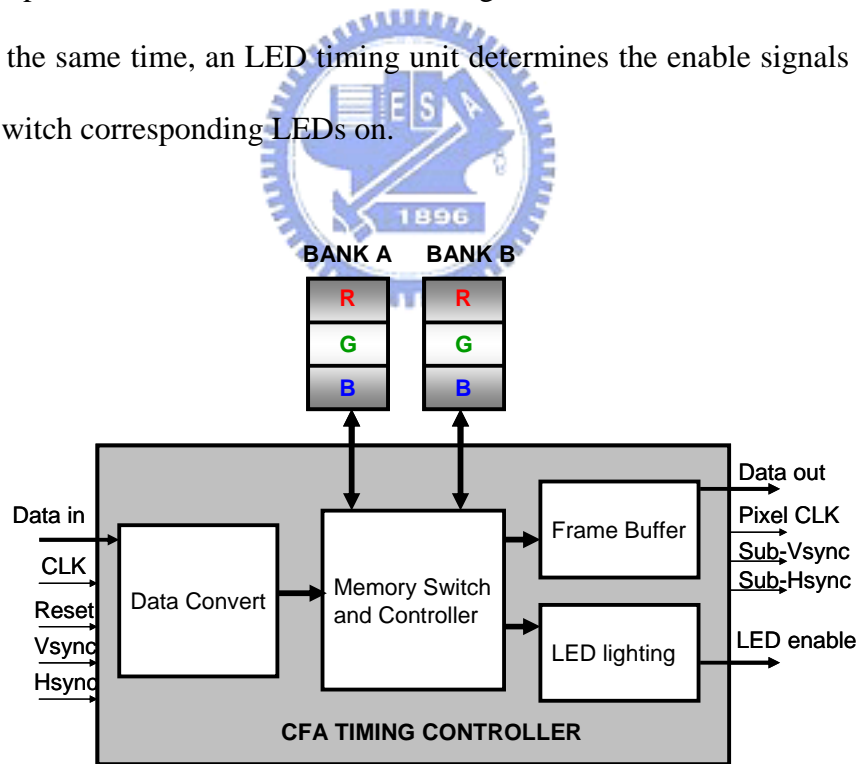 the same time, an LED timing unit determines the enable signals
witch corresponding LEDs on.
E S A
1896
BANK A BANK B
R R
G G
B B
Data in
CLK
Reset
Vsync
Hsync
Data Convert
Memory Switch
and Controller
Frame Buffer
LED lighting
Data out
Pixel CLK
Sub-Vsync
Sub-Hsync
LED enable
CFA TIMING CONTROLLER